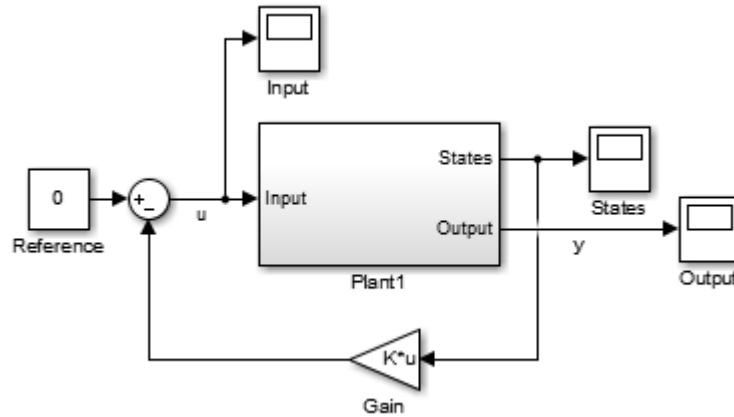 Input
States
Input
0
+
_
u
States
Output
y
Reference
Plant1
Output
K*u
Gain